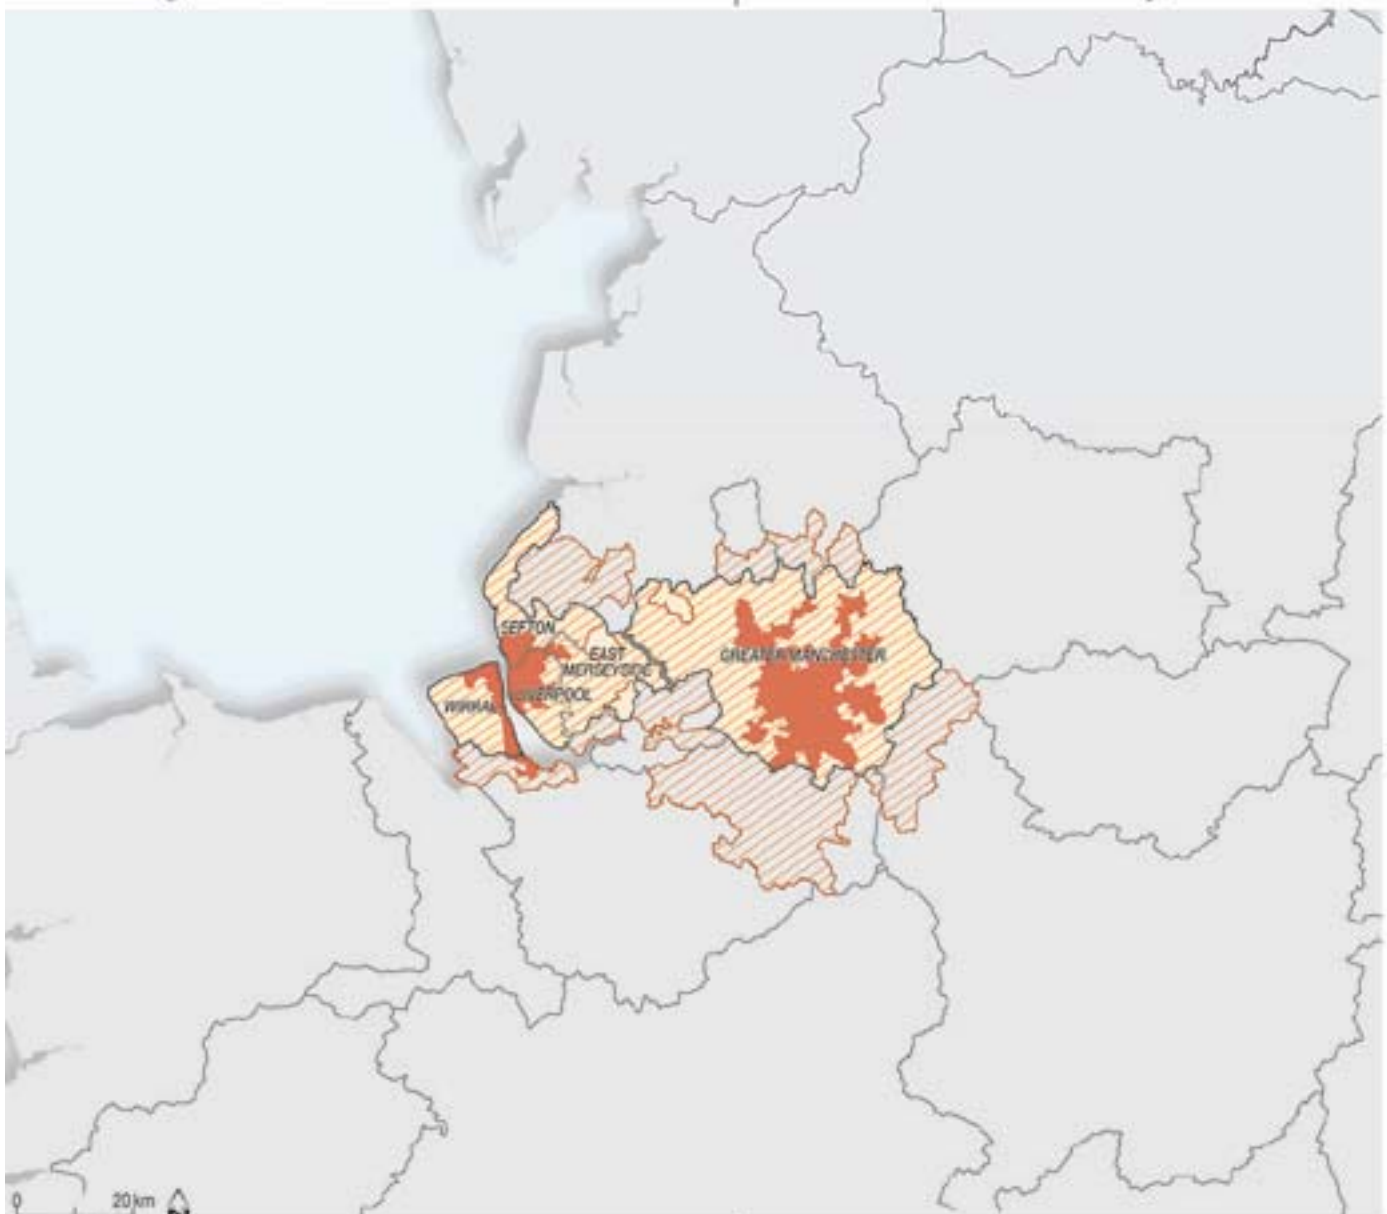 SEFTON
EAST
MERSEYSIDE
GREATER MANCHESTER
LIVERPOOL
WIRRAL
0 20 km